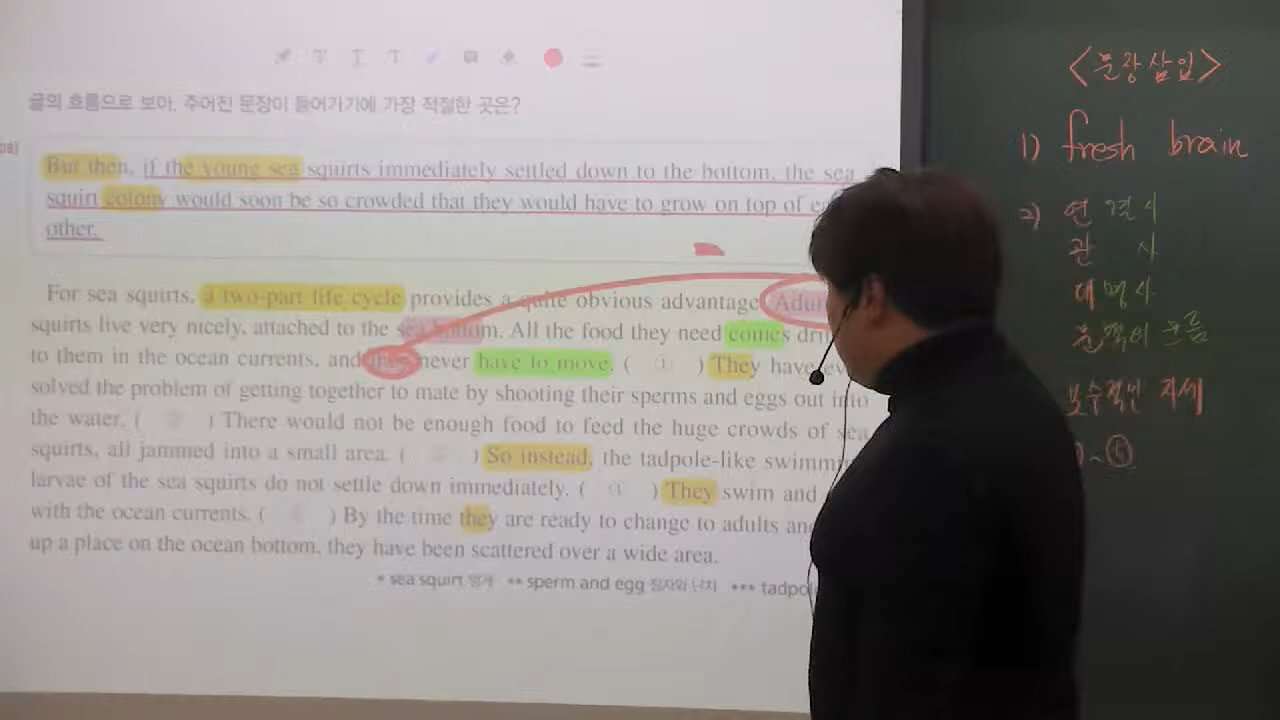 글의 흐름으로 보아, 주어진 문장이 들어가기에 가장 적절한 곳은?
But then, if the young sea squirts immediately settled down to the bottom, the sea
squirt colony would soon be so crowded that they would have to grow on top of
other.
For sea squirts, a two-part life cycle provides a quite obvious advantage.
squirts live very nicely, attached to the sea bottom. All the food they need comes
to them in the ocean currents, and they never have to move. ( ① ) They have
solved the problem of getting together to mate by shooting their sperms and eggs out into
the water. ( ② ) There would not be enough food to feed the huge crowds of sea
squirts, all jammed into a small area. ( ) So instead, the tadpole-like
larvae of the sea squirts do not settle down immediately. ( ④ ) They swim and
with the ocean currents. ( ) By the time they are ready to change to adults
up a place on the ocean bottom, they have been scattered over a wide area.
* sea squirt 멍게 ** sperm and egg 정자와 난자 ***
<문장삽입>
1) fresh brain
2) 연결사
관 사
대명사
문맥의 흐름
보수적인 자세
~⑤